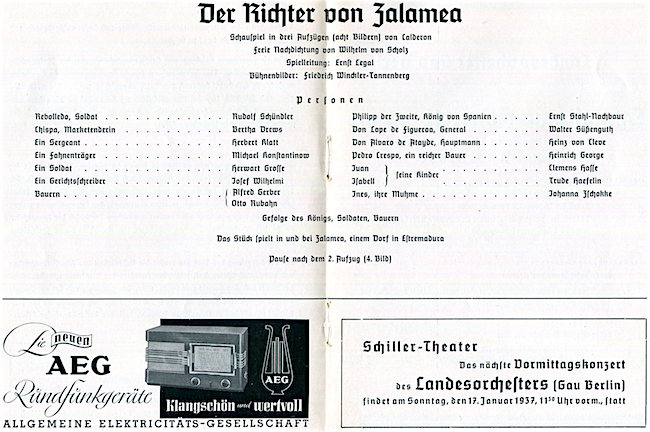 Der Richter von Zalamea
Schauspiel in drei Aufzügen (acht Bildern) von Calderon
Freie Nachdichtung von Wilhelm von Scholz
Spielleitung: Ernst Legal
Bühnenbilder: Friedrich Winckler-Tannenberg
Personen
Rebolledo, Soldat . . . . . . . . . . . . Rudolf Schündler
Chispa, Marketenderin . . . . . . . . . . Bertha Drews
Ein Sergeant . . . . . . . . . . . . . . Herbert Klatt
Ein Fahnenträger . . . . . . . . . . . . Michael Konstantinow
Ein Soldat . . . . . . . . . . . . . . . Herwart Grosse
Ein Gerichtsschreiber . . . . . . . . . . Josef Wilhelmi
Bauern . . . . . . . . . . . . . . . . . { Alfred Gerber
Otto Rubahn
Philipp der Zweite, König von Spanien . . . . . Ernst Stahl-Nachbaur
Don Lope de Figueroa, General . . . . . . . Walter Süßenguth
Don Alvaro de Atayde, Hauptmann . . . . . . Heinz von Cleve
Pedro Crespo, ein reicher Bauer . . . . . . . Heinrich George
Juan } seine Kinder . . . . . . . . . . Clemens Hasse
Isabell } Trude Haefelin
Ines, ihre Muhme . . . . . . . . . . . . Johanna Zschokke
Gefolge des Königs, Soldaten, Bauern
Das Stück spielt in und bei Zalamea, einem Dorf in Estremadura
Pause nach dem 2. Aufzug (4. Bild)
Die neuen
AEG
Rundfunkgeräte
AEG
Klangschön und wertvoll
ALLGEMEINE ELEKTRICITÄTS-GESELLSCHAFT
Schiller-Theater
Das nächste Vormittagskonzert
des Landesorchesters (Gau Berlin)
findet am Sonntag, den 17. Januar 1937, 11³⁰ Uhr vorm., statt